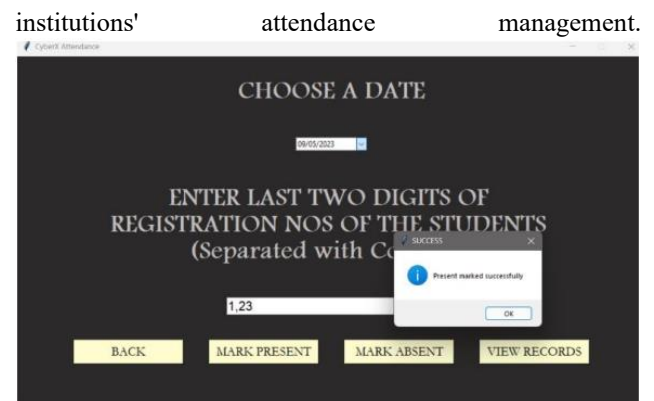 institutions' attendance management.
CyberX Attendance
CHOOSE A DATE
09/05/2023
ENTER LAST TWO DIGITS OF
REGISTRATION NOS OF THE STUDENTS
(Separated with
SUCCESS
Present marked successfully
OK
1,23
BACK MARK PRESENT MARK ABSENT VIEW RECORDS